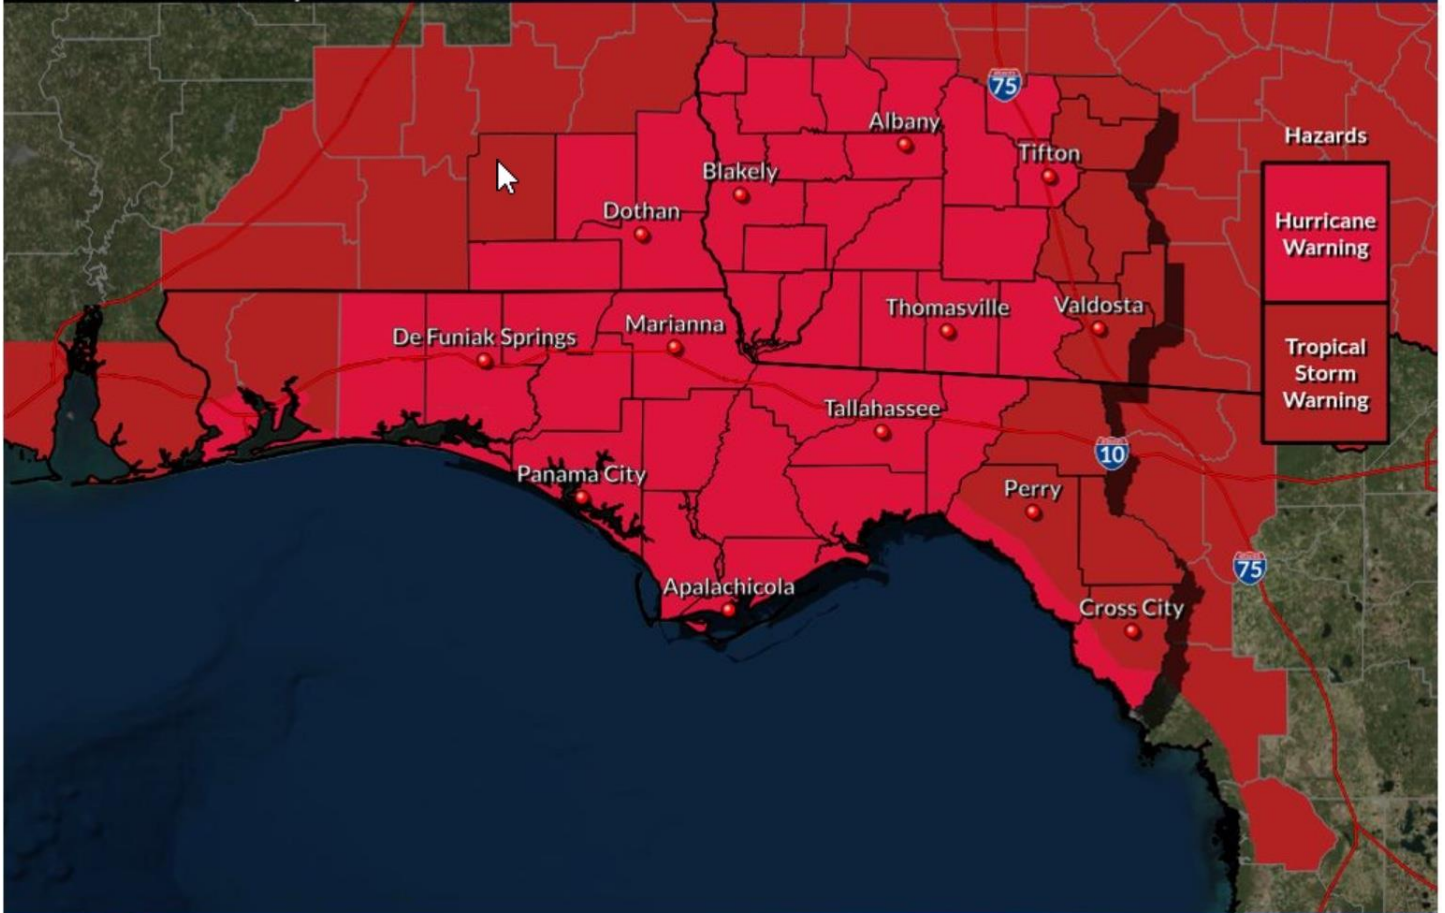 75
Albany
Hazards
Tifton
Blakely
Hurricane
Warning
Dothan
Thomasville
Valdosta
Marianna
De Funiak Springs
Tropical
Storm
Warning
Tallahassee
10
Panama City
Perry
75
Apalachicola
Cross City